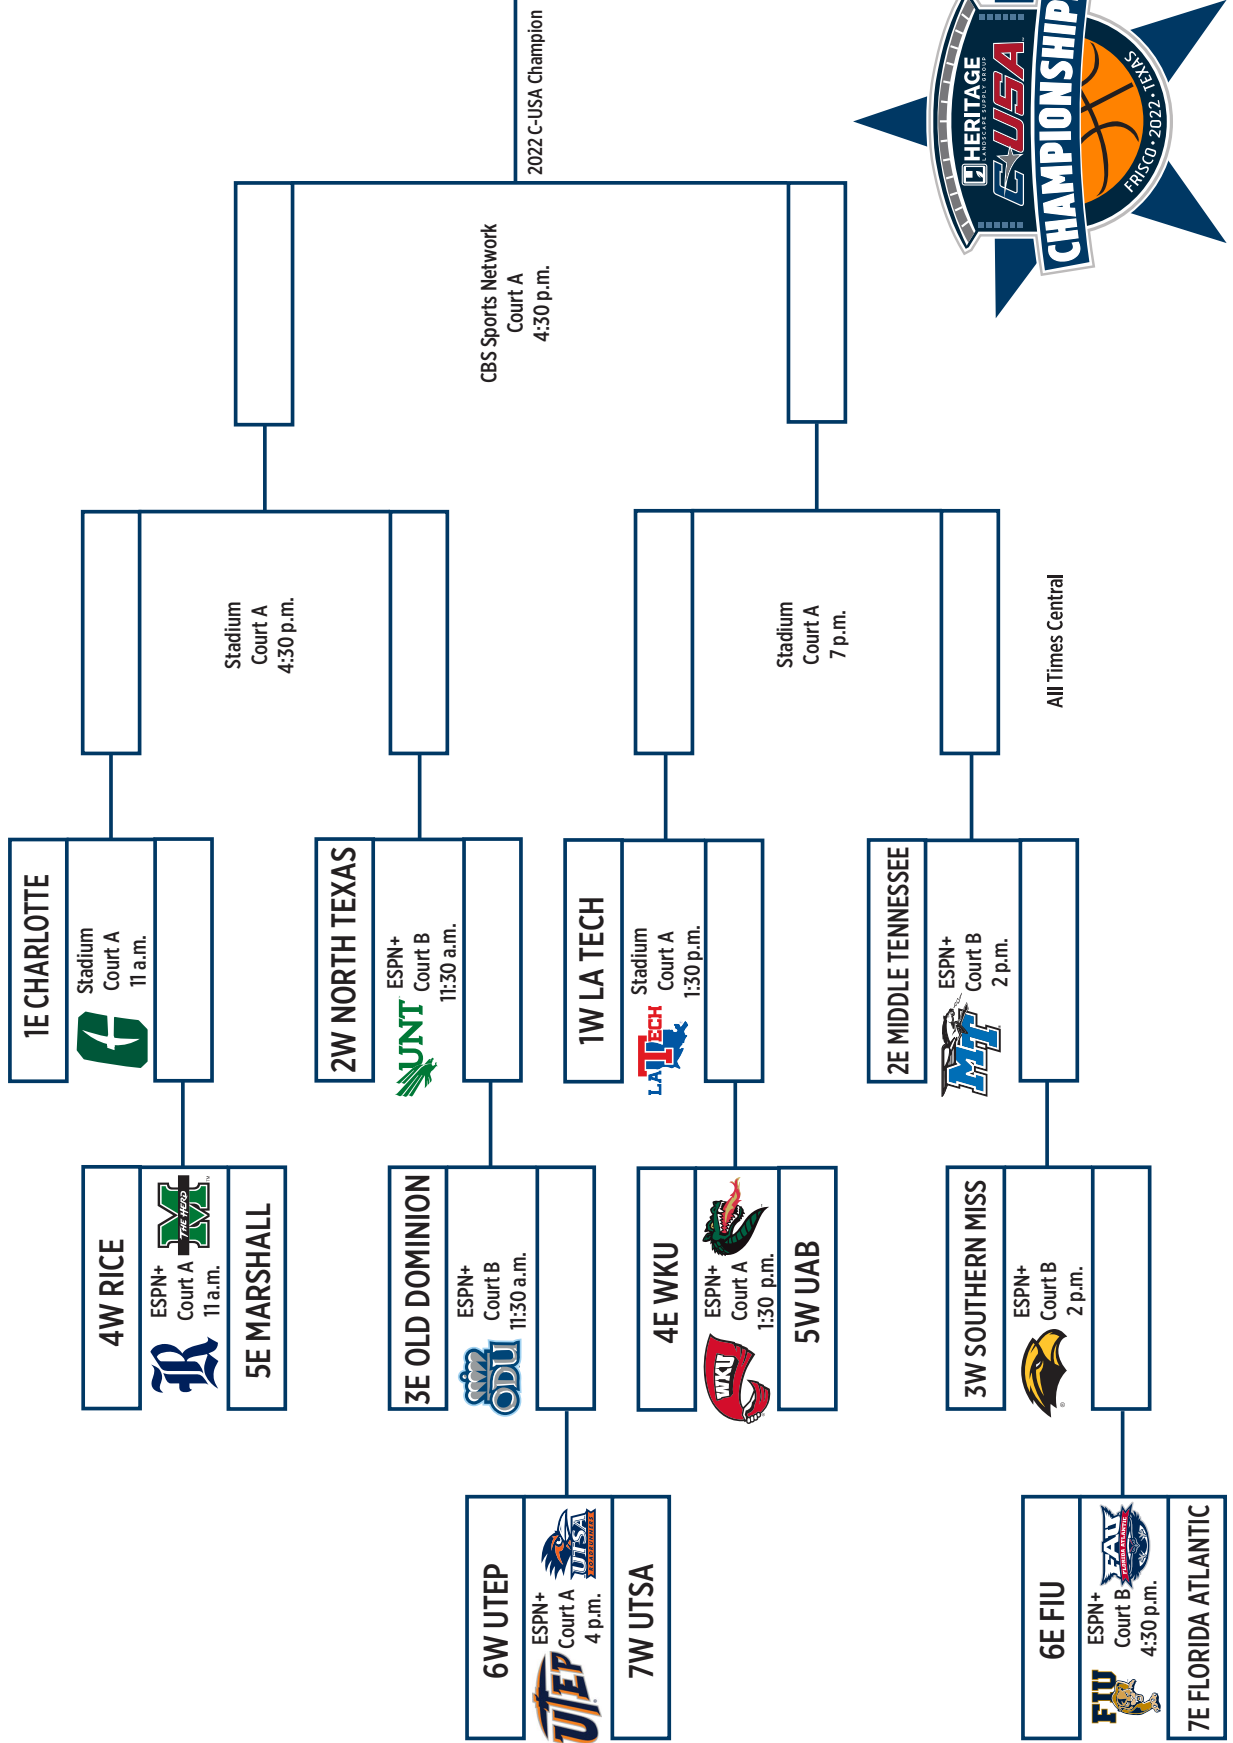 6W UTEP
UTEP
ESPN+
Court A
4 p.m.
UTSA
ROADRUNNERS
7W UTSA
6E FIU
FIU
ESPN+
Court B
4:30 p.m.
FAU
FLORIDA ATLANTIC
7E FLORIDA ATLANTIC
4W RICE
R
ESPN+
Court A
11 a.m.
M
THE HERD
TM
5E MARSHALL
3E OLD DOMINION
ODU
ESPN+
Court B
11:30 a.m.
4E WKU
WKU
ESPN+
Court A
1:30 p.m.
5W UAB
3W SOUTHERN MISS
®
ESPN+
Court B
2 p.m.
1E CHARLOTTE
C
Stadium
Court A
11 a.m.
2W NORTH TEXAS
UNT
ESPN+
Court B
11:30 a.m.
1W LA TECH
LA TECH
Stadium
Court A
1:30 p.m.
2E MIDDLE TENNESSEE
MT
ESPN+
Court B
2 p.m.
Stadium
Court A
4:30 p.m.
Stadium
Court A
7 p.m.
All Times Central
CBS Sports Network
Court A
4:30 p.m.
2022 C-USA Champion
H HERITAGE
LANDSCAPE SUPPLY GROUP
C USA
CHAMPIONSHIP
FRISCO • 2022 • TEXAS